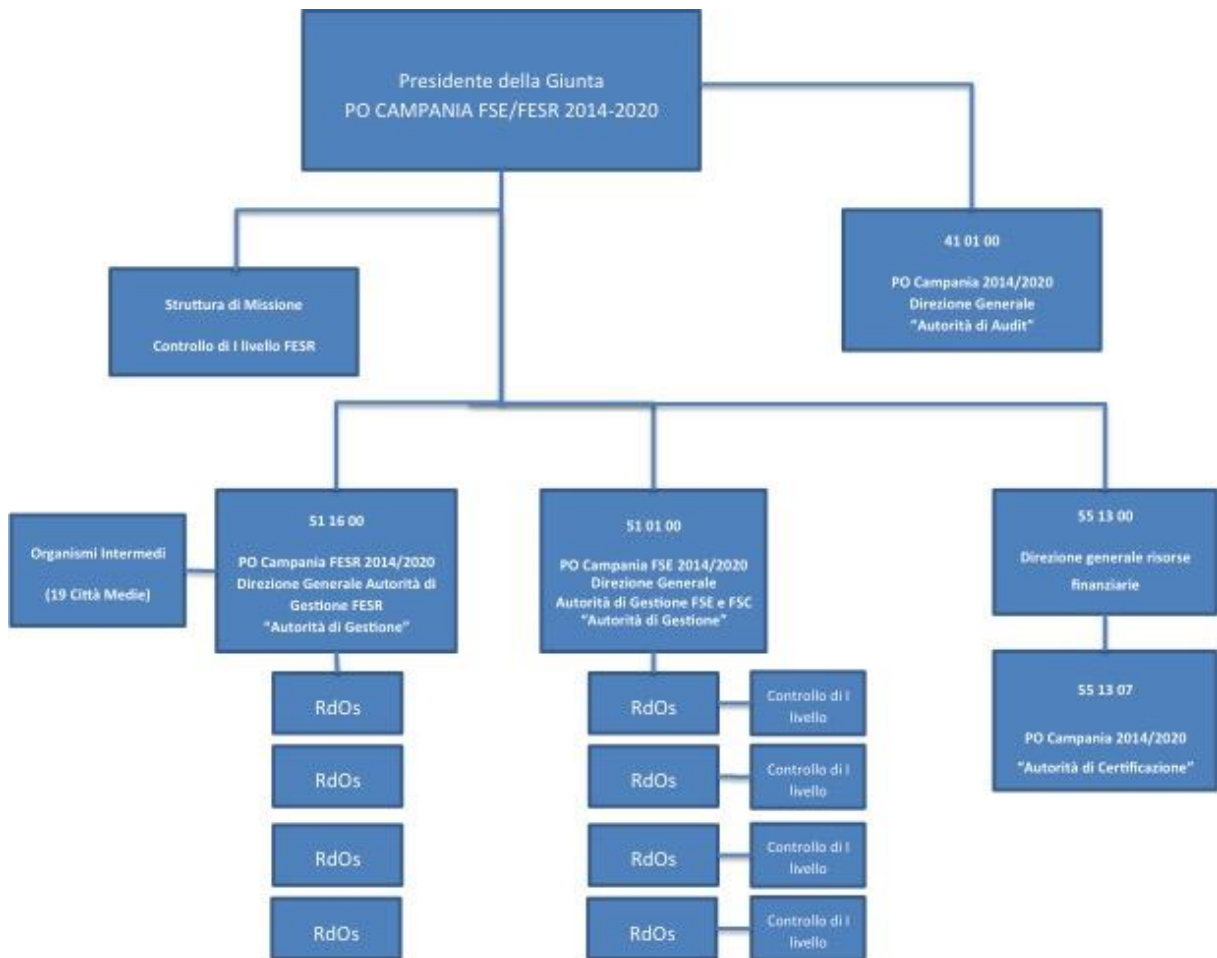 Presidente della Giunta
PO CAMPANIA FSE/FESR 2014-2020
41 01 00
PO Campania 2014/2020
Direzione Generale
"Autorità di Audit"
Struttura di Missione
Controllo di I livello FESR
Organismi Intermedi
(19 Città Medie)
51 16 00
PO Campania FESR 2014/2020
Direzione Generale Autorità di
Gestione FESR
"Autorità di Gestione"
51 01 00
PO Campania FSE 2014/2020
Direzione Generale
Autorità di Gestione FSE e FSC
"Autorità di Gestione"
55 13 00
Direzione generale risorse
finanziarie
55 13 07
PO Campania 2014/2020
"Autorità di Certificazione"
RdOs
RdOs
Controllo di I
livello
RdOs
RdOs
Controllo di I
livello
RdOs
RdOs
Controllo di I
livello
RdOs
RdOs
Controllo di I
livello